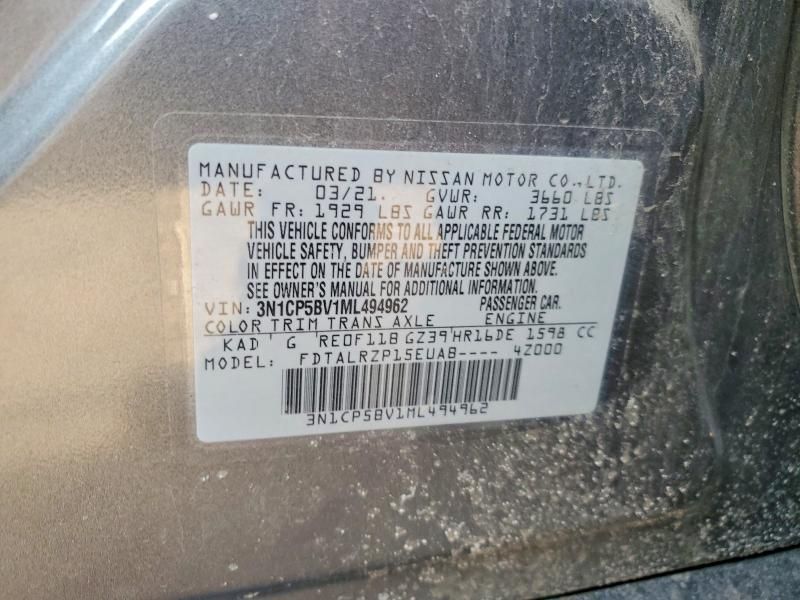 MANUFACTURED BY NISSAN MOTOR CO.,LTD.
DATE: 03/21. GVWR: 3660 LBS
GAWR FR: 1929 LBS GAWR RR: 1731 LBS
THIS VEHICLE CONFORMS TO ALL APPLICABLE FEDERAL MOTOR
VEHICLE SAFETY, BUMPER AND THEFT PREVENTION STANDARDS
IN EFFECT ON THE DATE OF MANUFACTURE SHOWN ABOVE.
SEE OWNER'S MANUAL FOR ADDITIONAL INFORMATION.
VIN: 3N1CP5BV1ML494962 PASSENGER CAR.
COLOR TRIM TRANS AXLE ENGINE
KAD ' G 'RE0F11B GZ39'HR16DE 1598 CC
MODEL: FDTALRZP15EUAB---- 4Z000
3N1CP5BV1ML494962